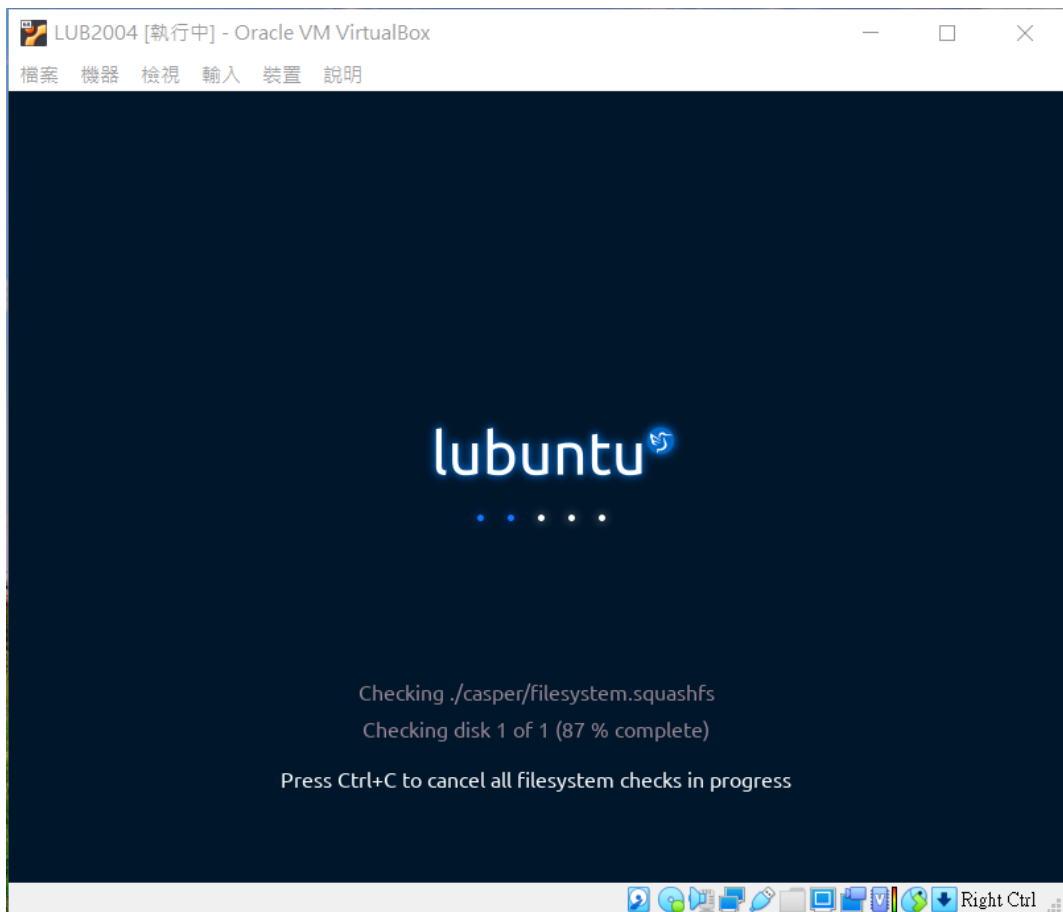 LUB2004 [執行中] - Oracle VM VirtualBox
檔案 機器 檢視 輸入 裝置 說明
lubuntu
Checking ./casper/filesystem.squashfs
Checking disk 1 of 1 (87 % complete)
Press Ctrl+C to cancel all filesystem checks in progress
Right Ctrl